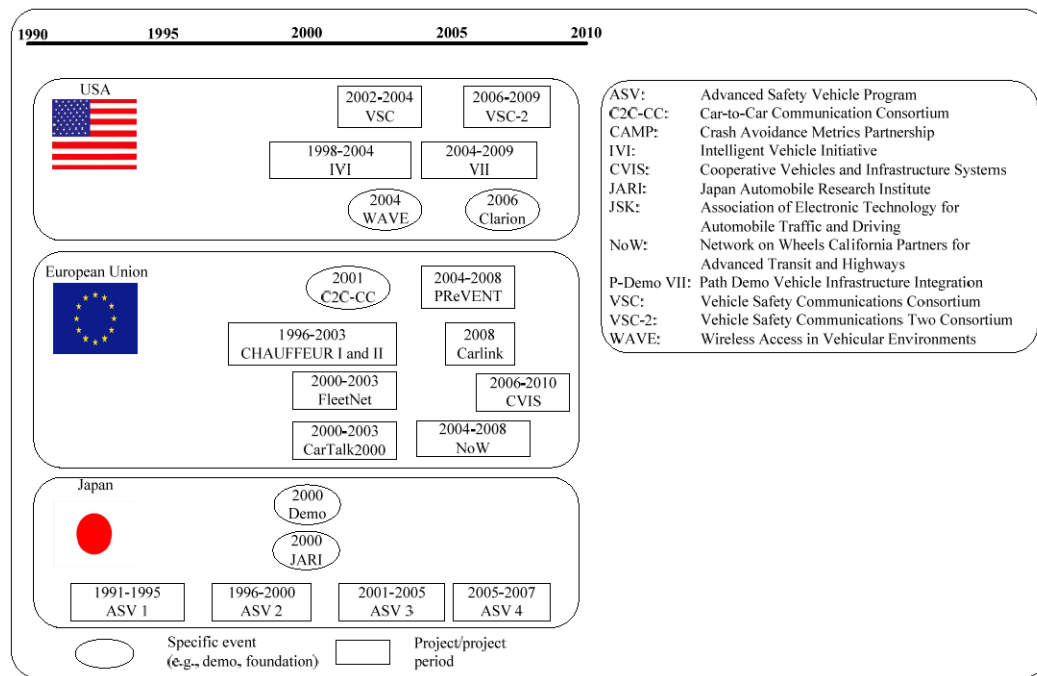 1990 1995 2000 2005 2010
USA
2002-2004
VSC
2006-2009
VSC-2
1998-2004
IVI
2004-2009
VII
2004
WAVE
2006
Clarion
European Union
2001
C2C-CC
2004-2008
PReVENT
1996-2003
CHAUFFEUR I and II
2008
Carlink
2000-2003
FleetNet
2006-2010
CVIS
2000-2003
CarTalk2000
2004-2008
NoW
Japan
2000
Demo
2000
JARI
1991-1995
ASV 1
1996-2000
ASV 2
2001-2005
ASV 3
2005-2007
ASV 4
Specific event
(e.g., demo, foundation)
Project/project
period
ASV: Advanced Safety Vehicle Program
C2C-CC: Car-to-Car Communication Consortium
CAMP: Crash Avoidance Metrics Partnership
IVI: Intelligent Vehicle Initiative
CVIS: Cooperative Vehicles and Infrastructure Systems
JARI: Japan Automobile Research Institute
JSK: Association of Electronic Technology for
Automobile Traffic and Driving
NoW: Network on Wheels California Partners for
Advanced Transit and Highways
P-Demo VII: Path Demo Vehicle Infrastructure Integration
VSC: Vehicle Safety Communications Consortium
VSC-2: Vehicle Safety Communications Two Consortium
WAVE: Wireless Access in Vehicular Environments